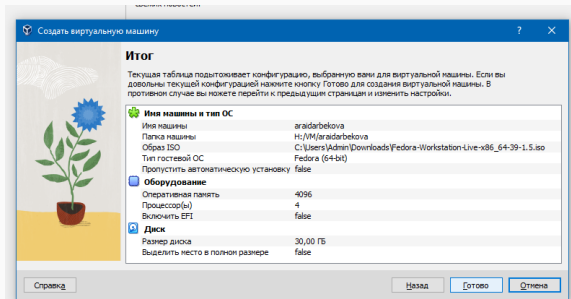 Создать виртуальную машину
Итог
Текущая таблица подытоживает конфигурацию, выбранную вами для виртуальной машины. Если вы
довольны текущей конфигурацией нажмите кнопку Готово для создания виртуальной машины. В
противном случае вы можете перейти к предыдущим страницам и изменить настройки.
Имя машины и тип ОС
Имя машины araidarbekova
Папка машины H:/VM/araidarbekova
Образ ISO C:\Users\Admin\Downloads\Fedora-Workstation-Live-x86_64-39-1.5.iso
Тип гостевой ОС Fedora (64-bit)
Пропустить автоматическую установку false
Оборудование
Оперативная память 4096
Процессор(ы) 4
Включить EFI false
Диск
Размер диска 30,00 ГБ
Выделить место в полном размере false
Справка Назад Готово Отмена